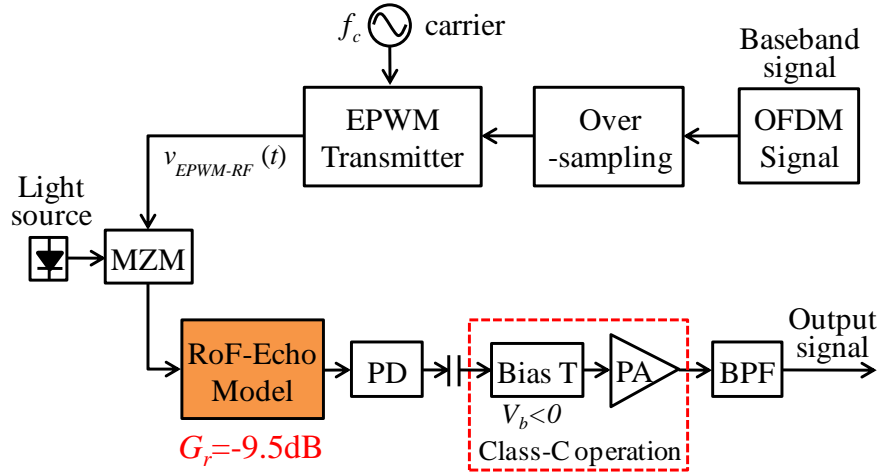 f_c carrier
Baseband
signal
EPWM
Transmitter
Over
-sampling
OFDM
Signal
v_EPWM-RF (t)
Light
source
MZM
RoF-Echo
Model
PD
Bias T
PA
BPF
Output
signal
V_b<0
G_r=-9.5dB
Class-C operation